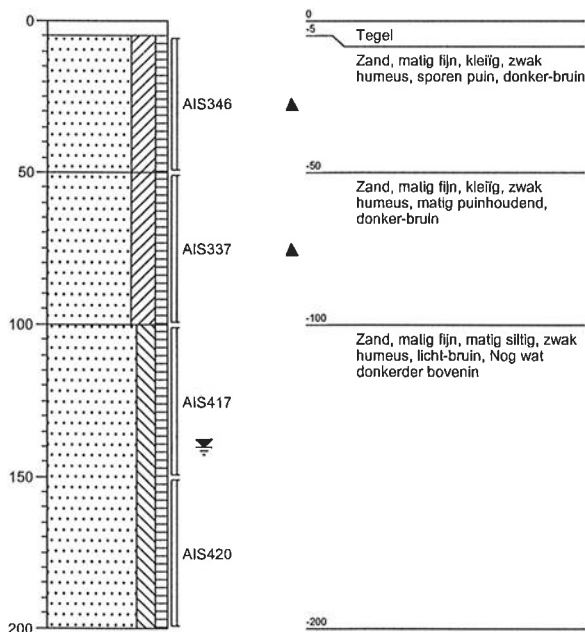 0
50
100
150
200
AIS346
AIS337
AIS417
AIS420
0
-5
Tegel
Zand, matig fijn, kleiïg, zwak
humeus, sporen puin, donker-bruin
-50
Zand, matig fijn, kleiïg, zwak
humeus, matig puinhoudend,
donker-bruin
-100
Zand, matig fijn, matig siltig, zwak
humeus, licht-bruin, Nog wat
donkerder bovenin
-200